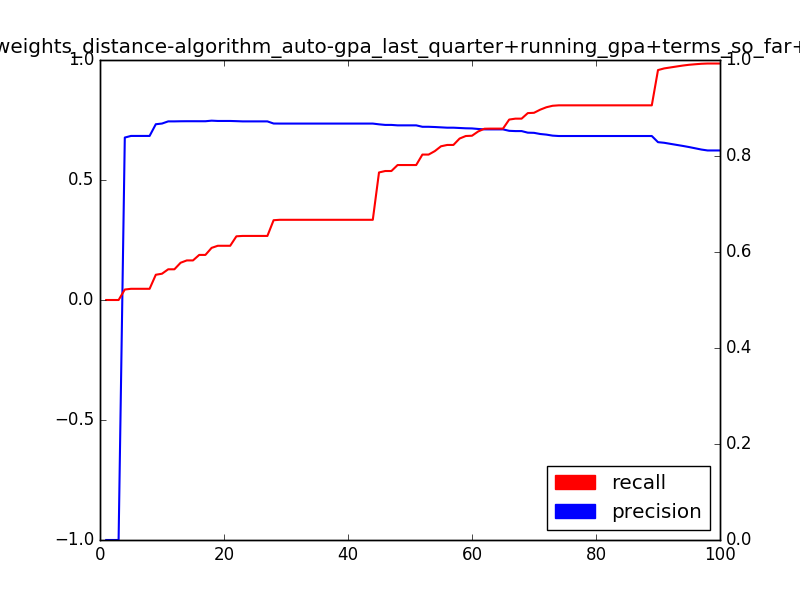 weights_distance-algorithm_auto-gpa_last_quarter+running_gpa+terms_so_far+
1.0
0.5
0.0
−0.5
−1.0
1.0
0.8
0.6
0.4
0.2
0.0
recall
precision
0 20 40 60 80 100